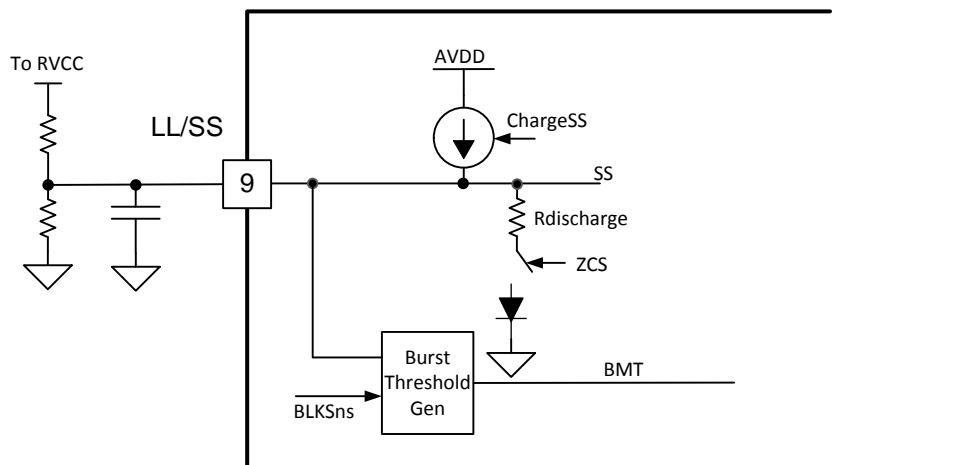 To RVCC
AVDD
LL/SS
ChargeSS
9
SS
Rdischarge
ZCS
Burst
Threshold
Gen
BMT
BLKSns